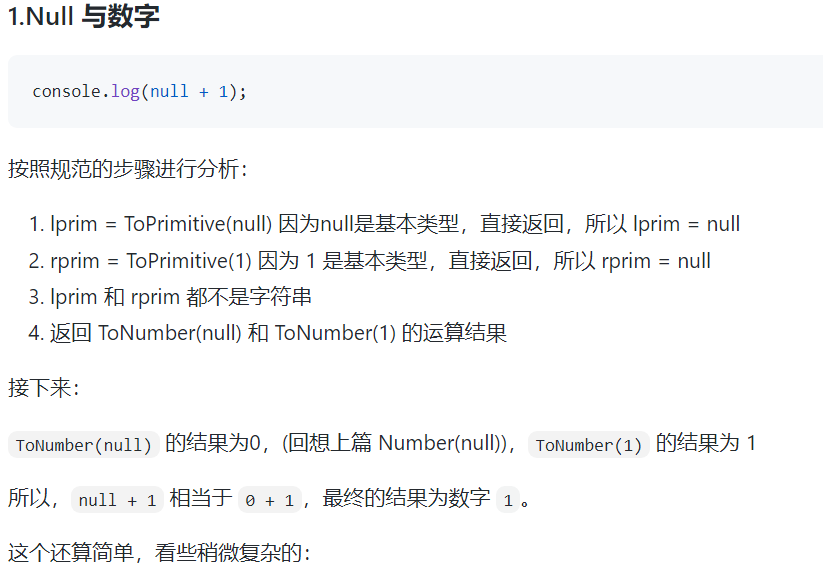 1.Null 与数字
console.log(null + 1);
按照规范的步骤进行分析：
1. lprim = ToPrimitive(null) 因为null是基本类型，直接返回，所以 lprim = null
2. rprim = ToPrimitive(1) 因为 1 是基本类型，直接返回，所以 rprim = null
3. lprim 和 rprim 都不是字符串
4. 返回 ToNumber(null) 和 ToNumber(1) 的运算结果
接下来：
ToNumber(null) 的结果为0，(回想上篇 Number(null))，ToNumber(1) 的结果为 1
所以，null + 1 相当于 0 + 1，最终的结果为数字 1。
这个还算简单，看些稍微复杂的：